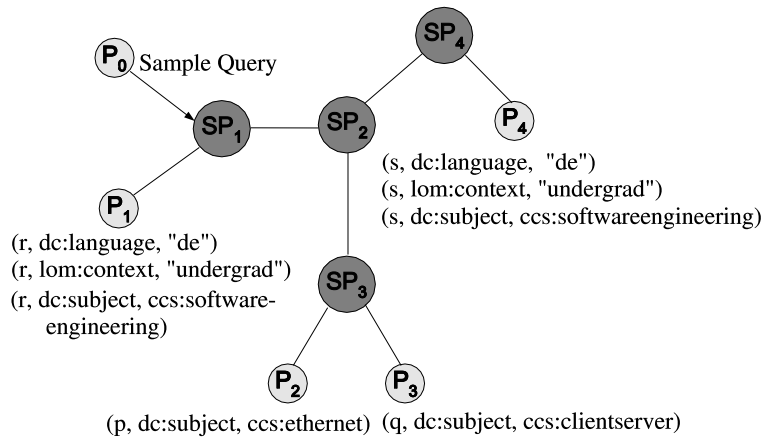 SP₄
P₀ Sample Query
SP₁
SP₂
P₄
(s, dc:language, "de")
(s, lom:context, "undergrad")
(s, dc:subject, ccs:softwareengineering)
P₁
(r, dc:language, "de")
(r, lom:context, "undergrad")
(r, dc:subject, ccs:software-
engineering)
SP₃
P₂
P₃
(p, dc:subject, ccs:ethernet)
(q, dc:subject, ccs:clientserver)